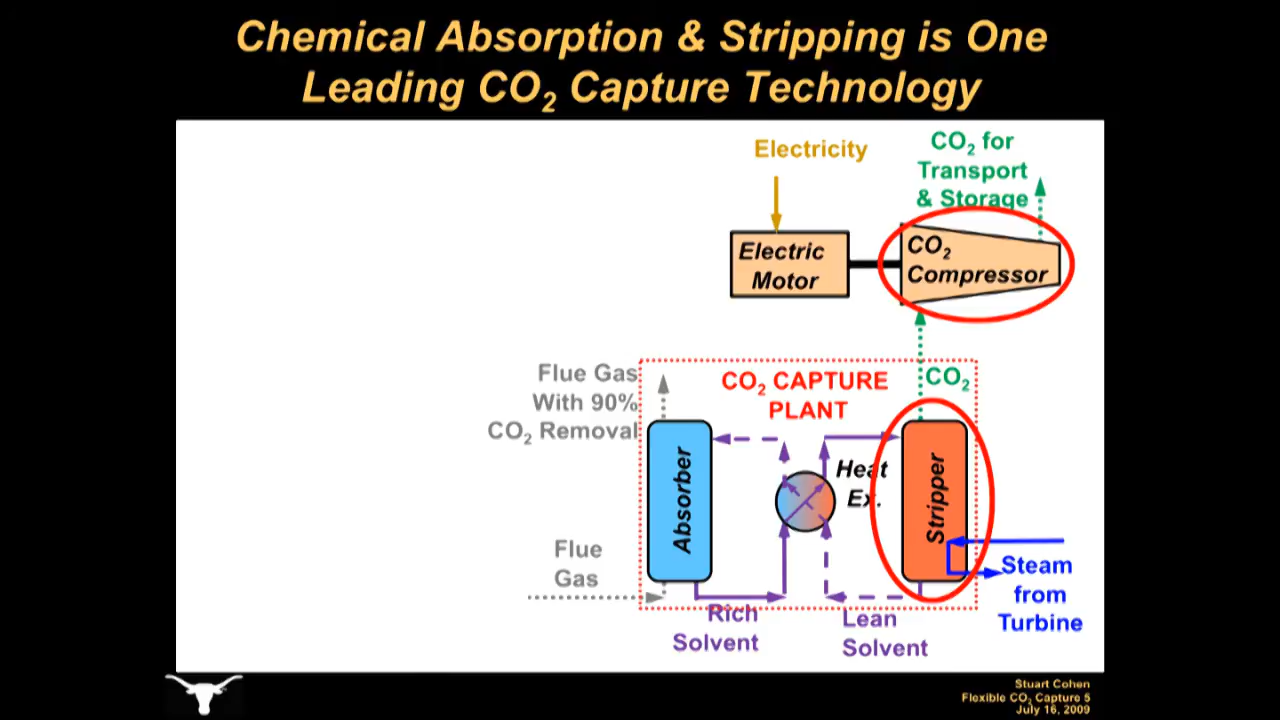 Chemical Absorption & Stripping is One
Leading CO₂ Capture Technology
Electricity
CO₂ for
Transport
& Storage
Electric
Motor
CO₂
Compressor
Flue Gas
With 90%
CO₂ Removal
CO₂ CAPTURE
PLANT
CO₂
Absorber
Heat
Ex.
Stripper
Flue
Gas
Steam
from
Turbine
Rich
Solvent
Lean
Solvent
Stuart Cohen
Flexible CO₂ Capture 5
July 16, 2009